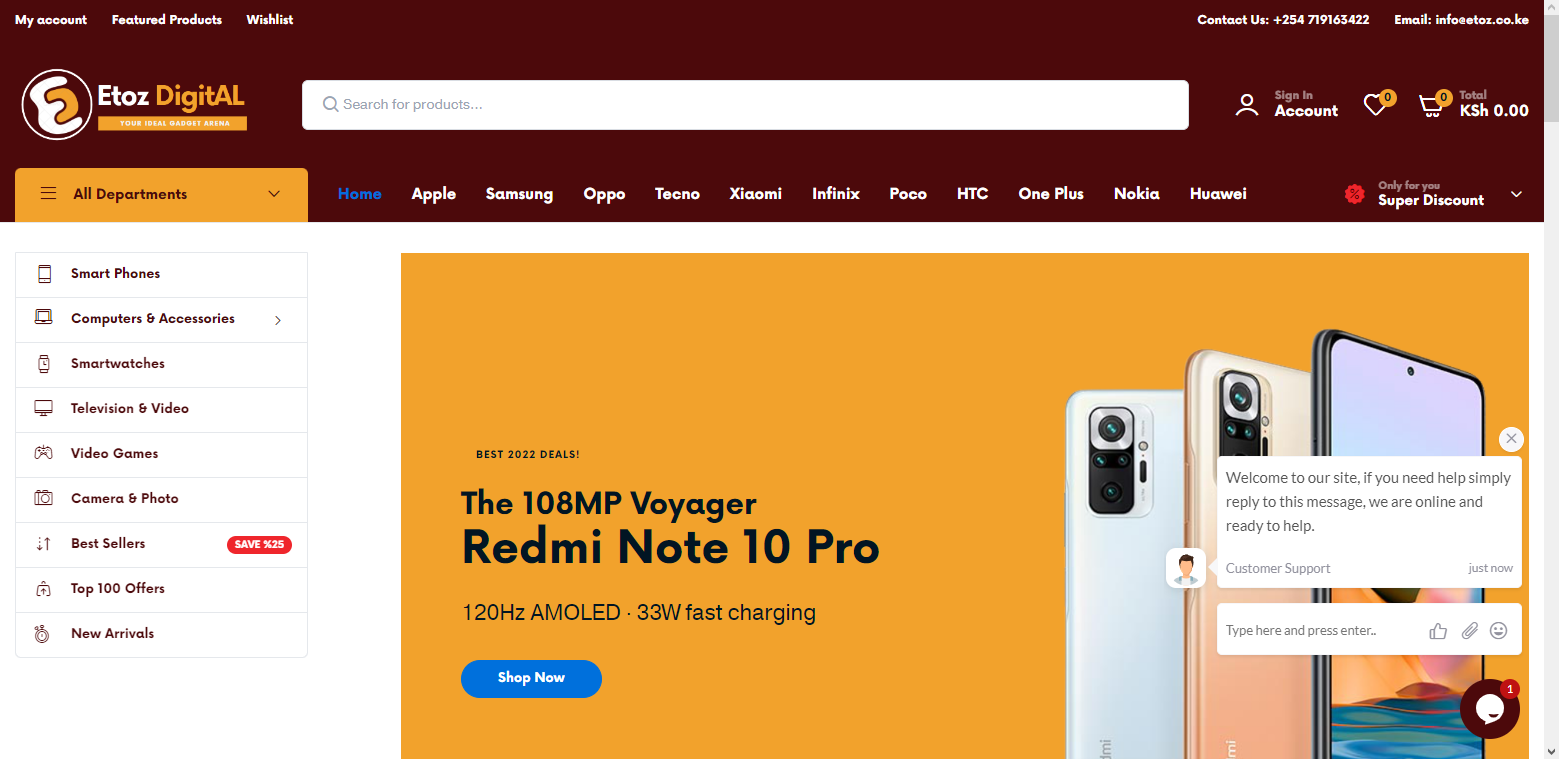 My account Featured Products Wishlist Contact Us: +254 719163422 Email: info@etoz.co.ke
Etoz DigitAL
YOUR IDEAL GADGET ARENA
Search for products...
Sign In
Account
0
0
Total
KSh 0.00
All Departments
Home Apple Samsung Oppo Tecno Xiaomi Infinix Poco HTC One Plus Nokia Huawei
Only for you
Super Discount
Smart Phones
Computers & Accessories
Smartwatches
Television & Video
Video Games
Camera & Photo
Best Sellers SAVE %25
Top 100 Offers
New Arrivals
BEST 2022 DEALS!
The 108MP Voyager
Redmi Note 10 Pro
120Hz AMOLED · 33W fast charging
Shop Now
Welcome to our site, if you need help simply
reply to this message, we are online and
ready to help.
Customer Support just now
Type here and press enter..
1